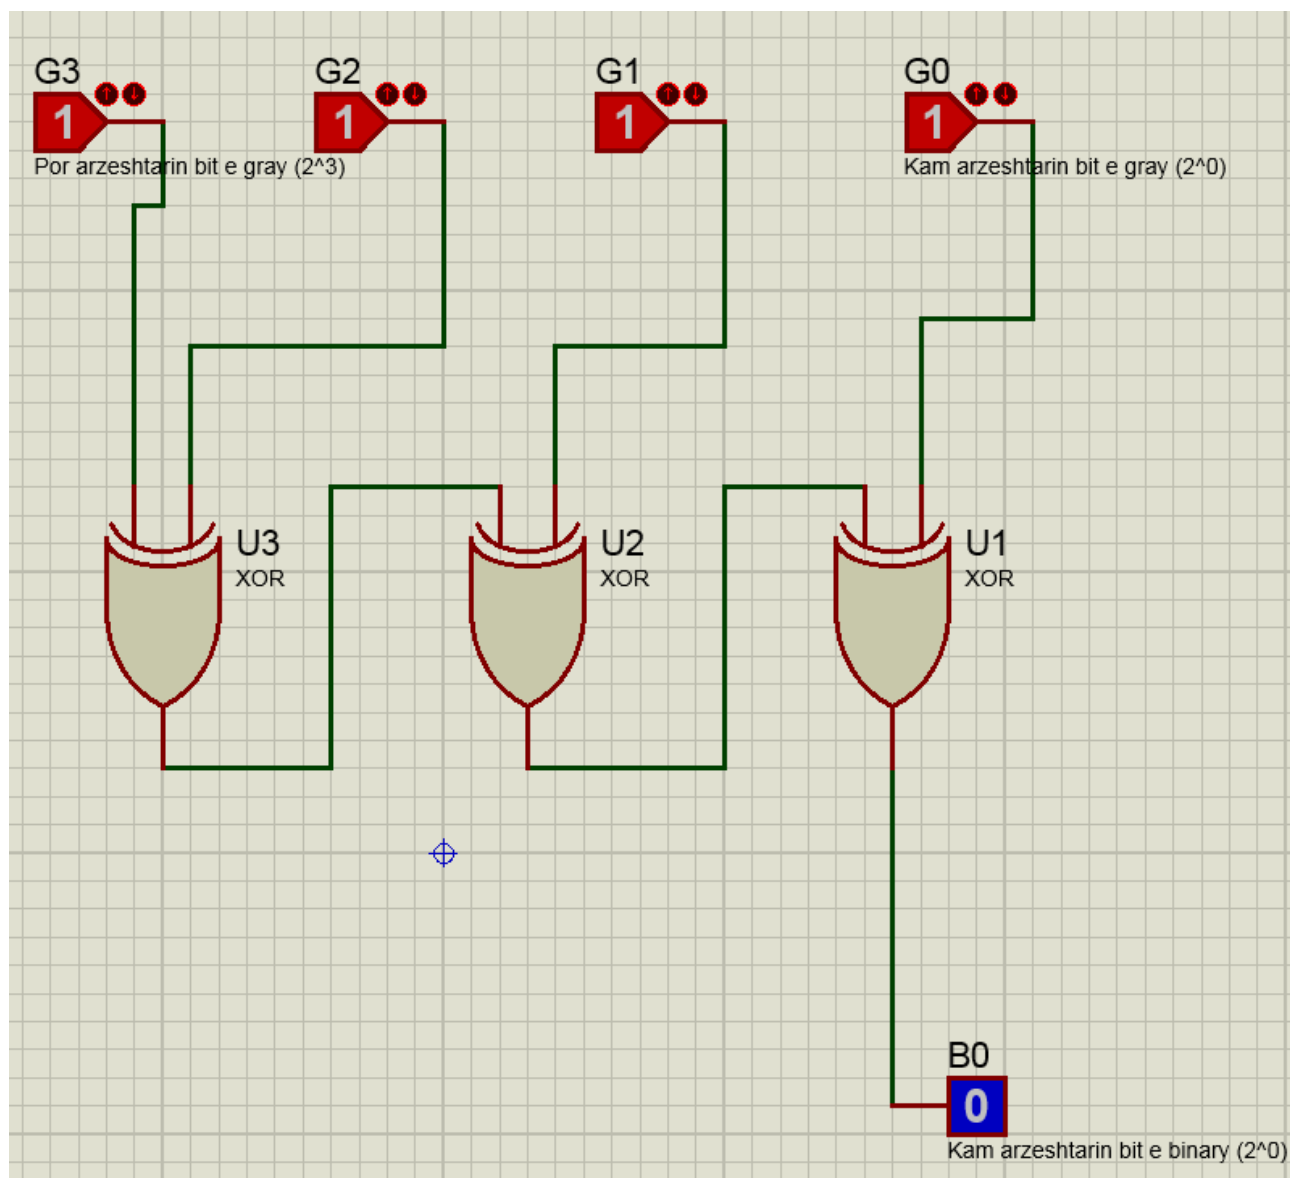 G3 G2 G1 G0
1 1 1 1
Por arzeshtarin bit e gray (2^3) Kam arzeshtarin bit e gray (2^0)
U3 U2 U1
XOR XOR XOR
B0
0
Kam arzeshtarin bit e binary (2^0)